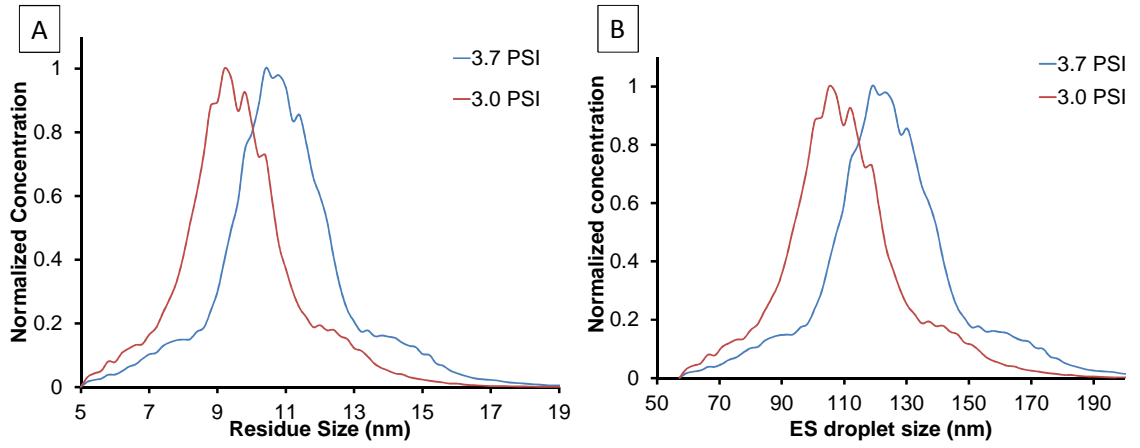 A
3.7 PSI
3.0 PSI
Normalized Concentration
1
0.8
0.6
0.4
0.2
0
5 7 9 11 13 15 17 19
Residue Size (nm)
B
3.7 PSI
3.0 PSI
Normalized concentration
1
0.8
0.6
0.4
0.2
0
50 70 90 110 130 150 170 190
ES droplet size (nm)